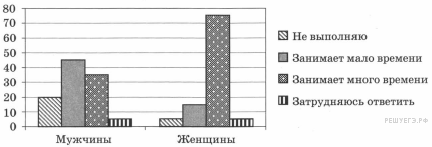 80
70
60
50
40
30
20
10
0
Мужчины
Женщины
Не выполняю
Занимает мало времени
Занимает много времени
Затрудняюсь ответить
РЕШУЕГЭ.РФ